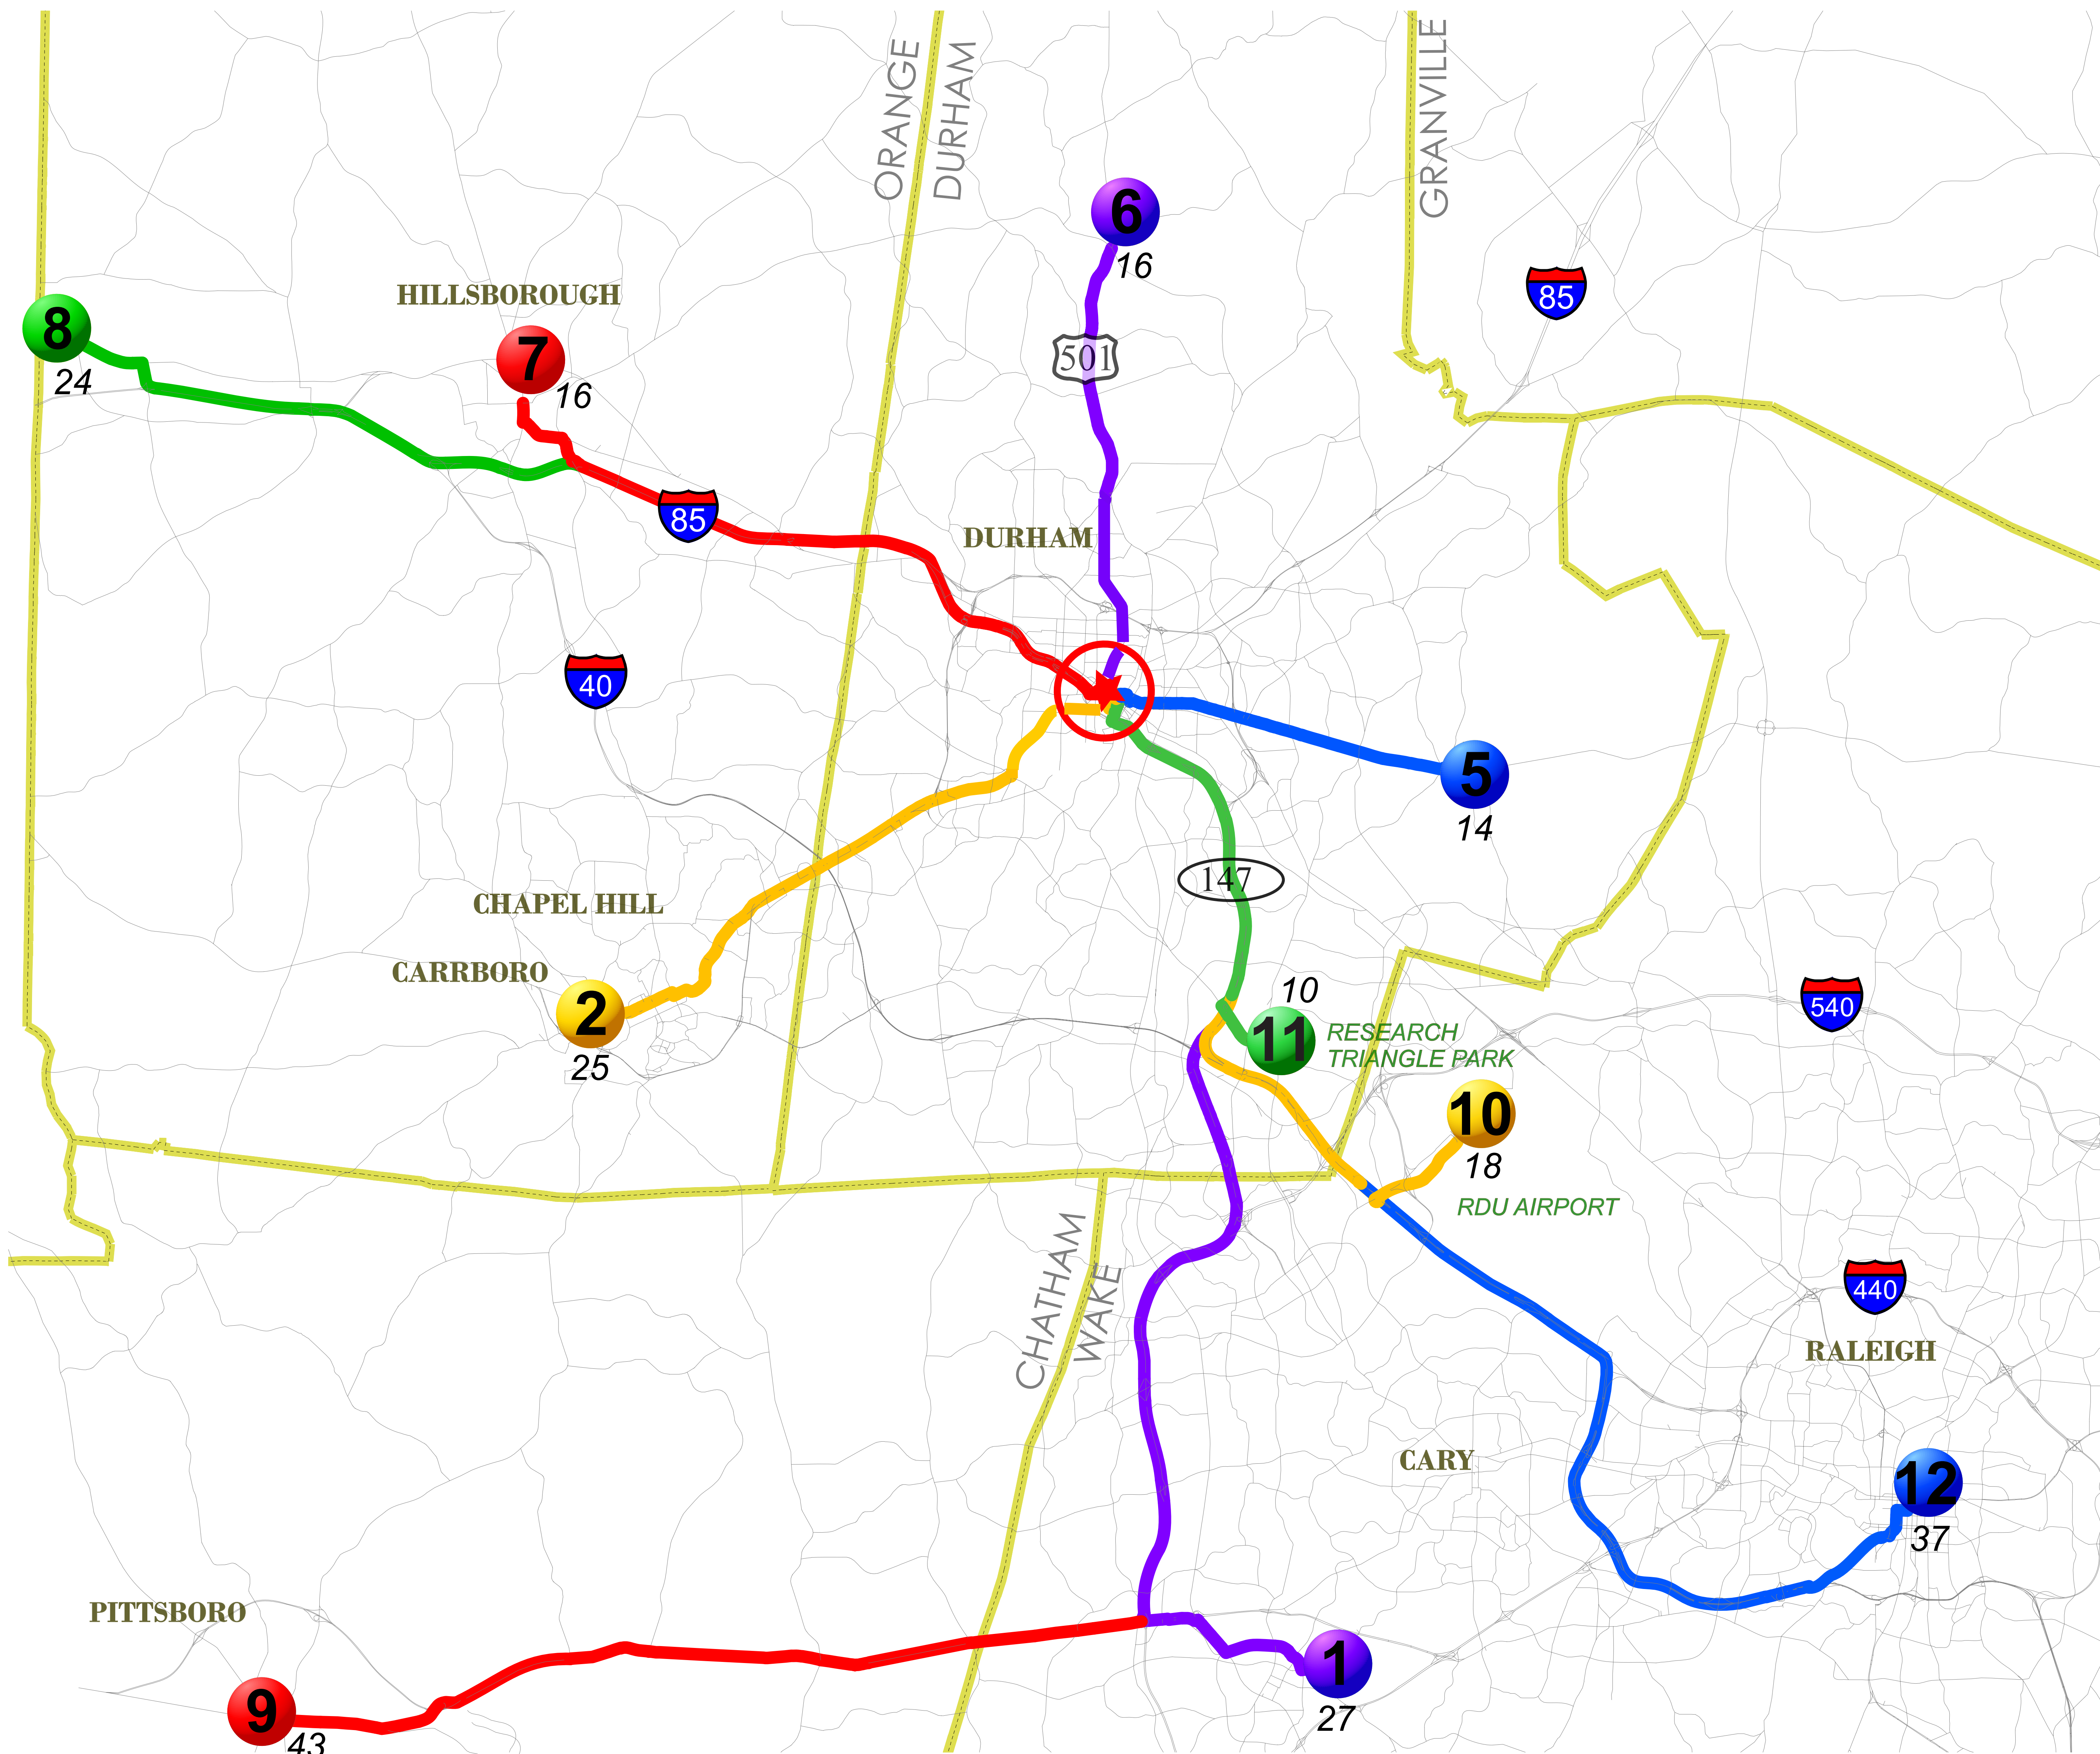 ORANGE
DURHAM
GRANVILLE
6
16
85
HILLSBOROUGH
8
24
7
16
501
85
DURHAM
40
5
14
147
CHAPEL HILL
CARRBORO
2
25
10
11
RESEARCH
TRIANGLE PARK
540
10
18
RDU AIRPORT
CHATHAM
WAKE
440
RALEIGH
CARY
12
37
PITTSBORO
1
27
9
43